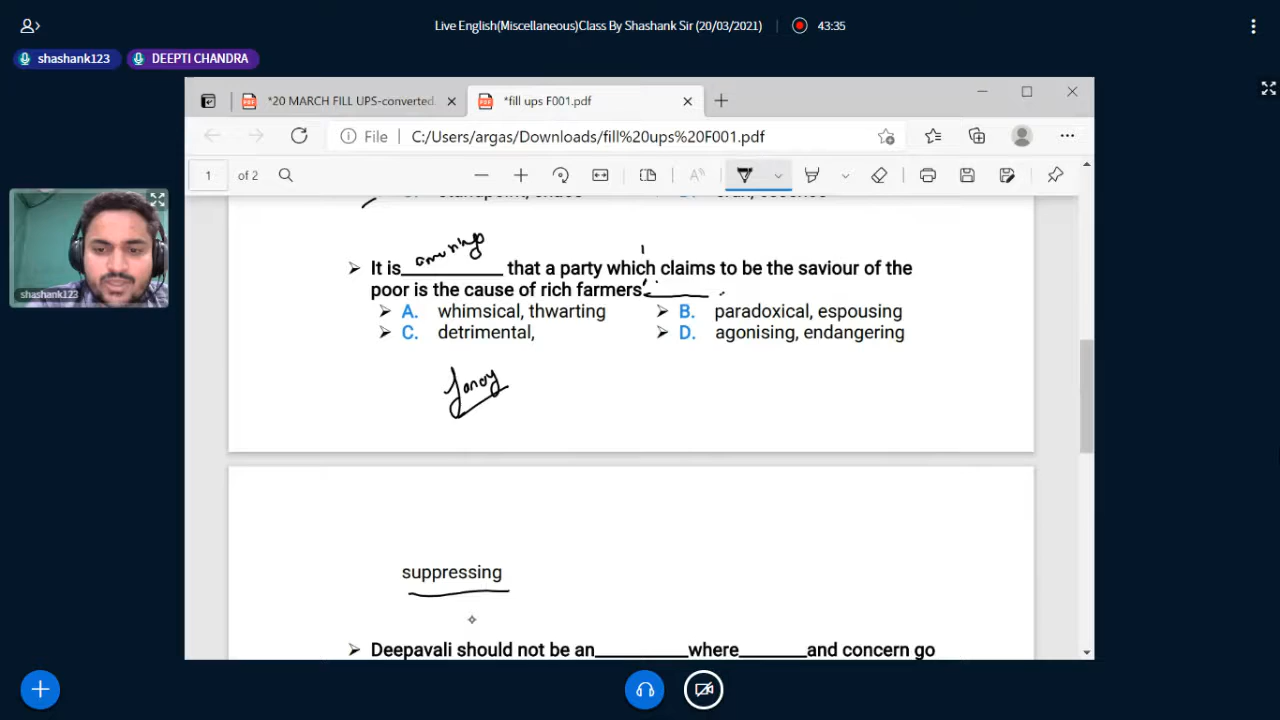 Live English(Miscellaneous)Class By Shashank Sir (20/03/2021)
43:35
shashank123
DEEPTI CHANDRA
*20 MARCH FILL UPS-converted
*fill ups F001.pdf
File
C:/Users/argas/Downloads/fill%20ups%20F001.pdf
1 of 2
shashank123
It is_________ that a party which claims to be the saviour of the
poor is the cause of rich farmers ______
A. whimsical, thwarting
B. paradoxical, espousing
C. detrimental,
D. agonising, endangering
suppressing
Deepavali should not be an_________where______and concern go